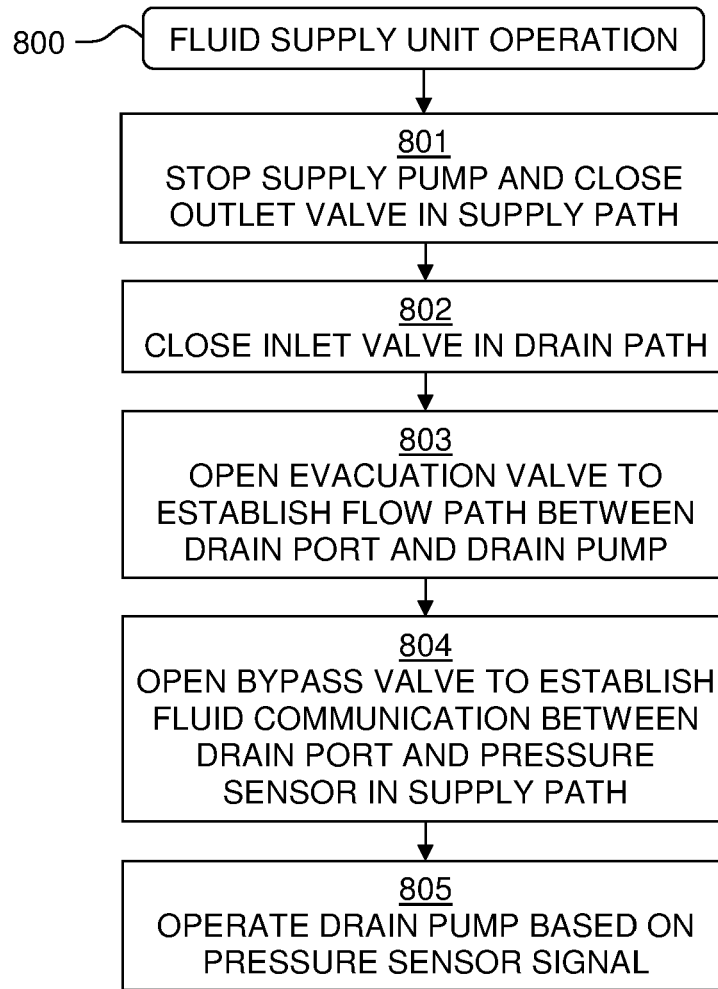 800
FLUID SUPPLY UNIT OPERATION
801
STOP SUPPLY PUMP AND CLOSE
OUTLET VALVE IN SUPPLY PATH
802
CLOSE INLET VALVE IN DRAIN PATH
803
OPEN EVACUATION VALVE TO
ESTABLISH FLOW PATH BETWEEN
DRAIN PORT AND DRAIN PUMP
804
OPEN BYPASS VALVE TO ESTABLISH
FLUID COMMUNICATION BETWEEN
DRAIN PORT AND PRESSURE
SENSOR IN SUPPLY PATH
805
OPERATE DRAIN PUMP BASED ON
PRESSURE SENSOR SIGNAL